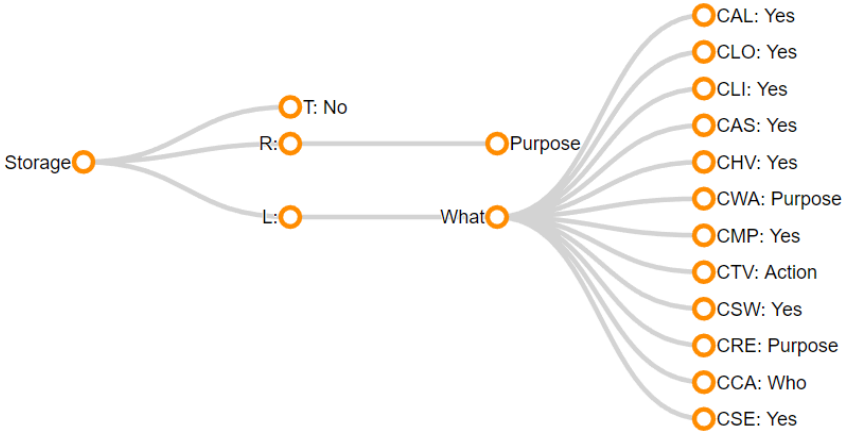 Storage
T: No
R:
Purpose
L:
What
CAL: Yes
CLO: Yes
CLI: Yes
CAS: Yes
CHV: Yes
CWA: Purpose
CMP: Yes
CTV: Action
CSW: Yes
CRE: Purpose
CCA: Who
CSE: Yes